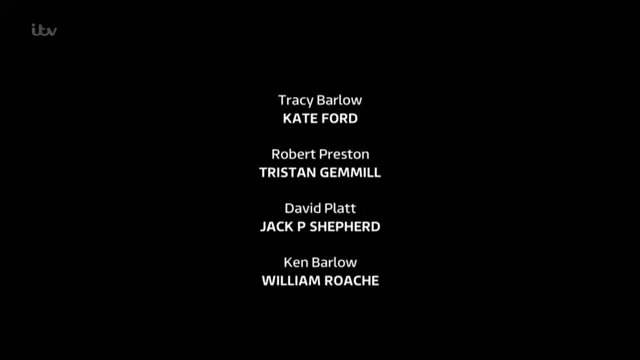 itv
Tracy Barlow
KATE FORD
Robert Preston
TRISTAN GEMMILL
David Platt
JACK P SHEPHERD
Ken Barlow
WILLIAM ROACHE